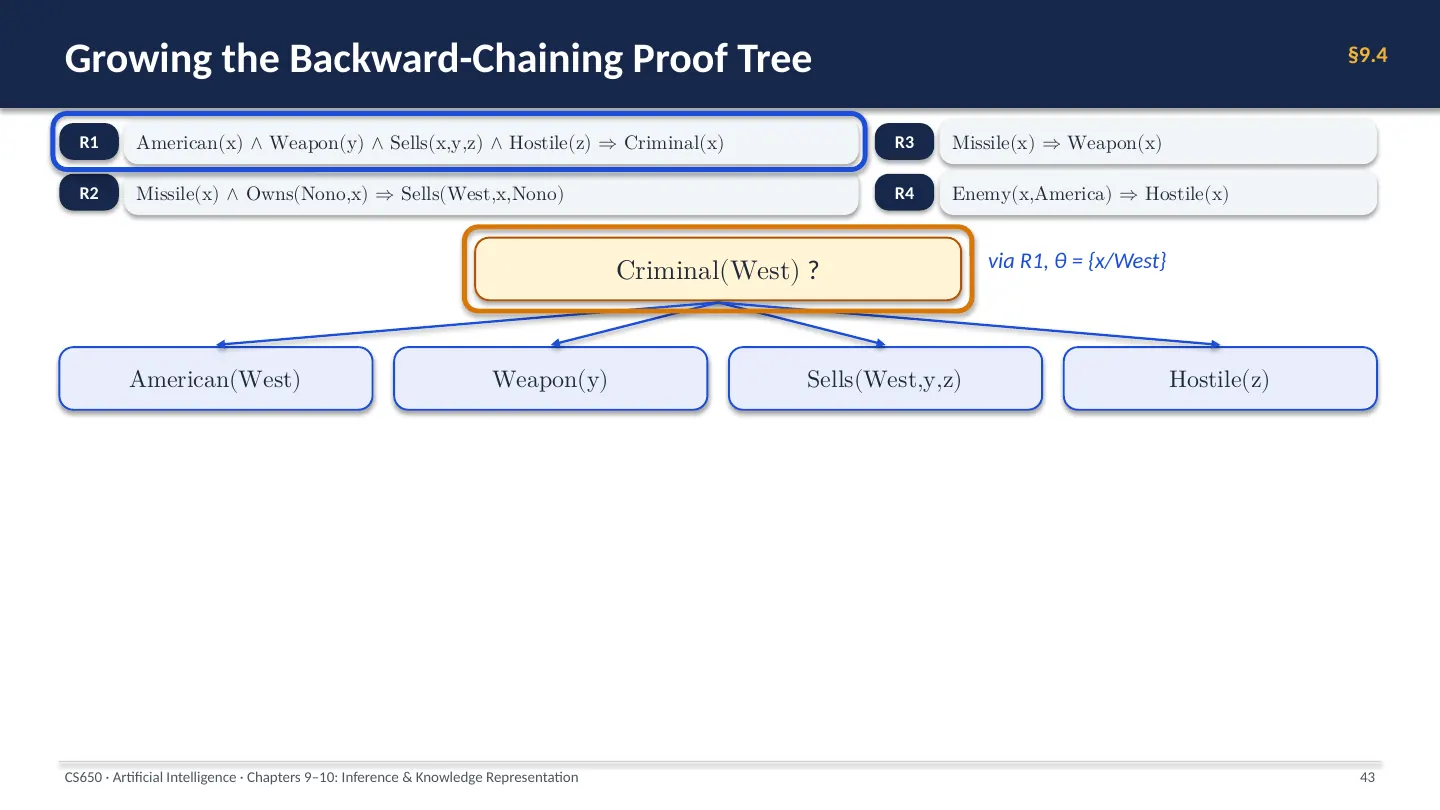 Growing the Backward-Chaining Proof Tree
§9.4
R1 American(x) ∧ Weapon(y) ∧ Sells(x,y,z) ∧ Hostile(z) ⇒ Criminal(x)
R3 Missile(x) ⇒ Weapon(x)
R2 Missile(x) ∧ Owns(Nono,x) ⇒ Sells(West,x,Nono)
R4 Enemy(x,America) ⇒ Hostile(x)
Criminal(West) ?
via R1, θ = {x/West}
American(West)
Weapon(y)
Sells(West,y,z)
Hostile(z)
CS650 · Artificial Intelligence · Chapters 9–10: Inference & Knowledge Representation
43